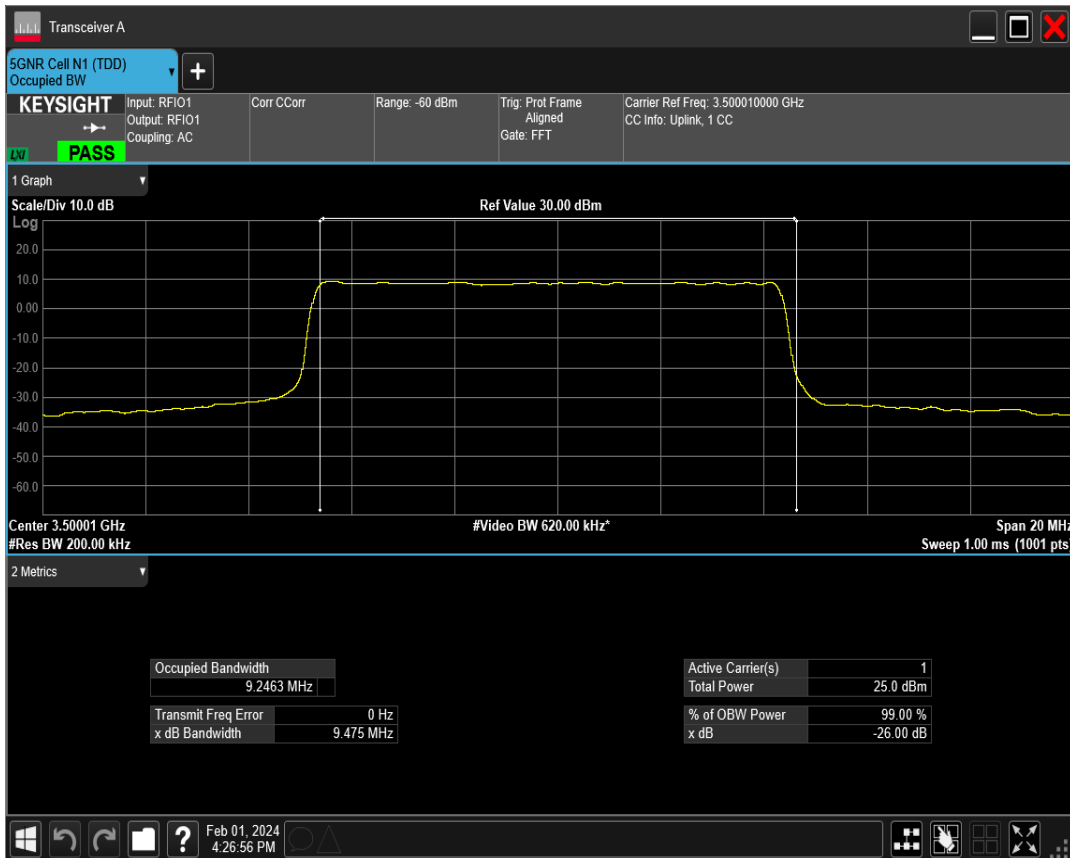 Transceiver A
5GNR Cell N1 (TDD)
Occupied BW
+
KEYSIGHT
LXI
PASS
Input: RFIO1
Output: RFIO1
Coupling: AC
Corr CCorr
Range: -60 dBm
Trig: Prot Frame
Aligned
Gate: FFT
Carrier Ref Freq: 3.500010000 GHz
CC Info: Uplink, 1 CC
1 Graph
Scale/Div 10.0 dB
Ref Value 30.00 dBm
Log
20.0
10.0
0.00
-10.0
-20.0
-30.0
-40.0
-50.0
-60.0
Center 3.50001 GHz
#Video BW 620.00 kHz*
Span 20 MHz
#Res BW 200.00 kHz
Sweep 1.00 ms (1001 pts)
2 Metrics
Occupied Bandwidth
9.2463 MHz
Transmit Freq Error 0 Hz
x dB Bandwidth 9.475 MHz
Active Carrier(s) 1
Total Power 25.0 dBm
% of OBW Power 99.00 %
x dB -26.00 dB
?
Feb 01, 2024
4:26:56 PM